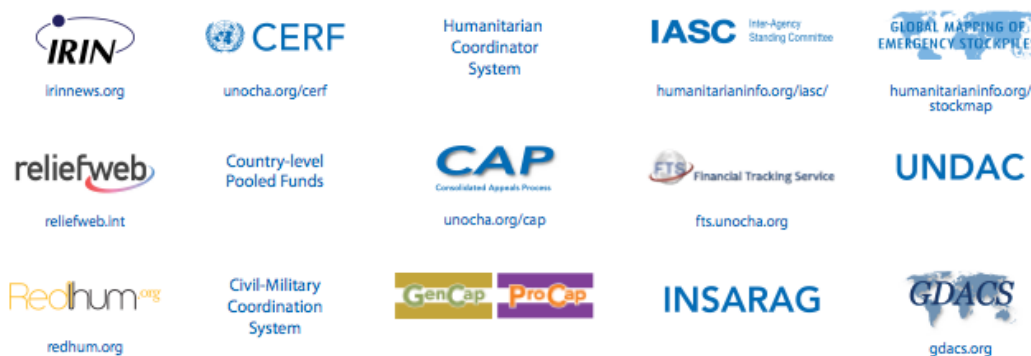 IRIN
irinnews.org
CERF
unocha.org/cerf
Humanitarian
Coordinator
System
IASC Inter-Agency
Standing Committee
humanitarianinfo.org/iasc/
GLOBAL MAPPING OF
EMERGENCY STOCKPILES
humanitarianinfo.org/
stockmap
reliefweb
reliefweb.int
Country-level
Pooled Funds
CAP
Consolidated Appeals Process
unocha.org/cap
FTS Financial Tracking Service
fts.unocha.org
UNDAC
Redhum.org
redhum.org
Civil-Military
Coordination
System
GenCap ProCap
INSARAG
GDACS
gdacs.org